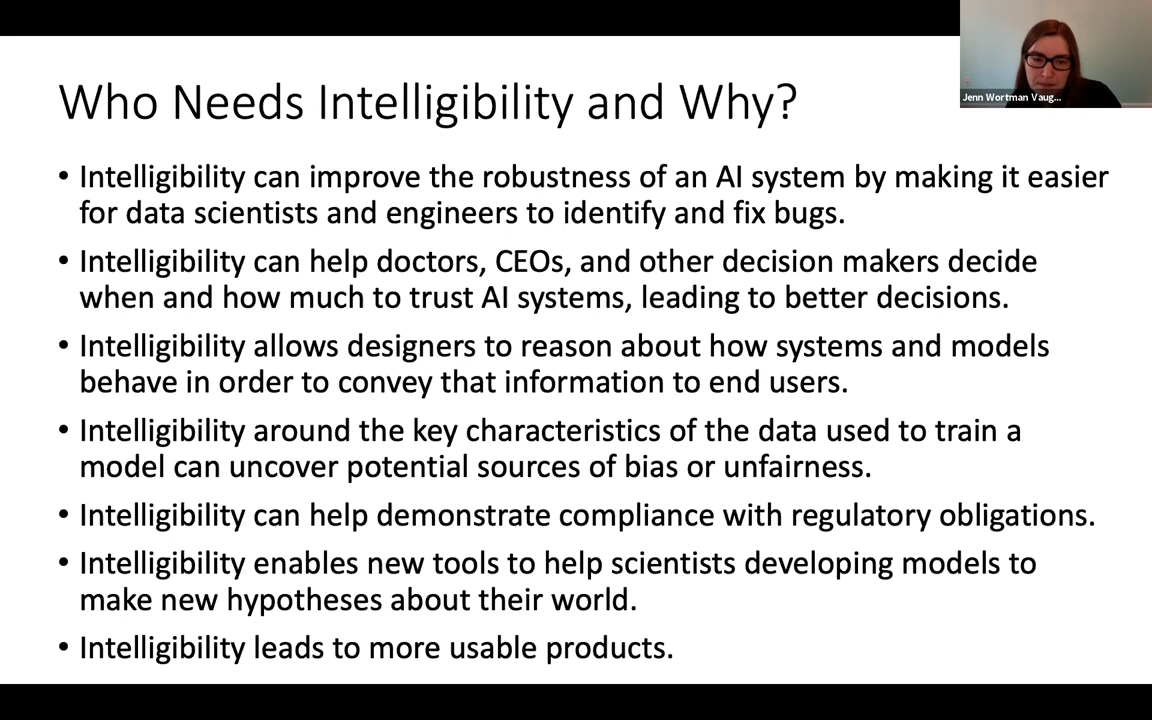 Jenn Wortman Vaug...
Who Needs Intelligibility and Why?
• Intelligibility can improve the robustness of an AI system by making it easier
for data scientists and engineers to identify and fix bugs.
• Intelligibility can help doctors, CEOs, and other decision makers decide
when and how much to trust AI systems, leading to better decisions.
• Intelligibility allows designers to reason about how systems and models
behave in order to convey that information to end users.
• Intelligibility around the key characteristics of the data used to train a
model can uncover potential sources of bias or unfairness.
• Intelligibility can help demonstrate compliance with regulatory obligations.
• Intelligibility enables new tools to help scientists developing models to
make new hypotheses about their world.
• Intelligibility leads to more usable products.